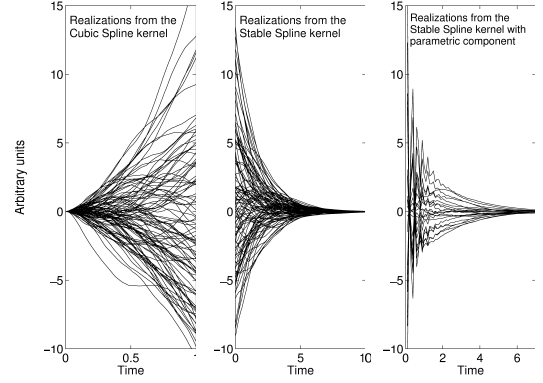 Realizations from the
Cubic Spline kernel
Realizations from the
Stable Spline kernel
Realizations from the
Stable Spline kernel with
parametric component
Arbitrary units
15
10
5
0
−5
−10
0
0.5
Time
15
10
5
0
−5
−10
0
5
10
Time
15
10
5
0
−5
−10
0
2
4
6
Time